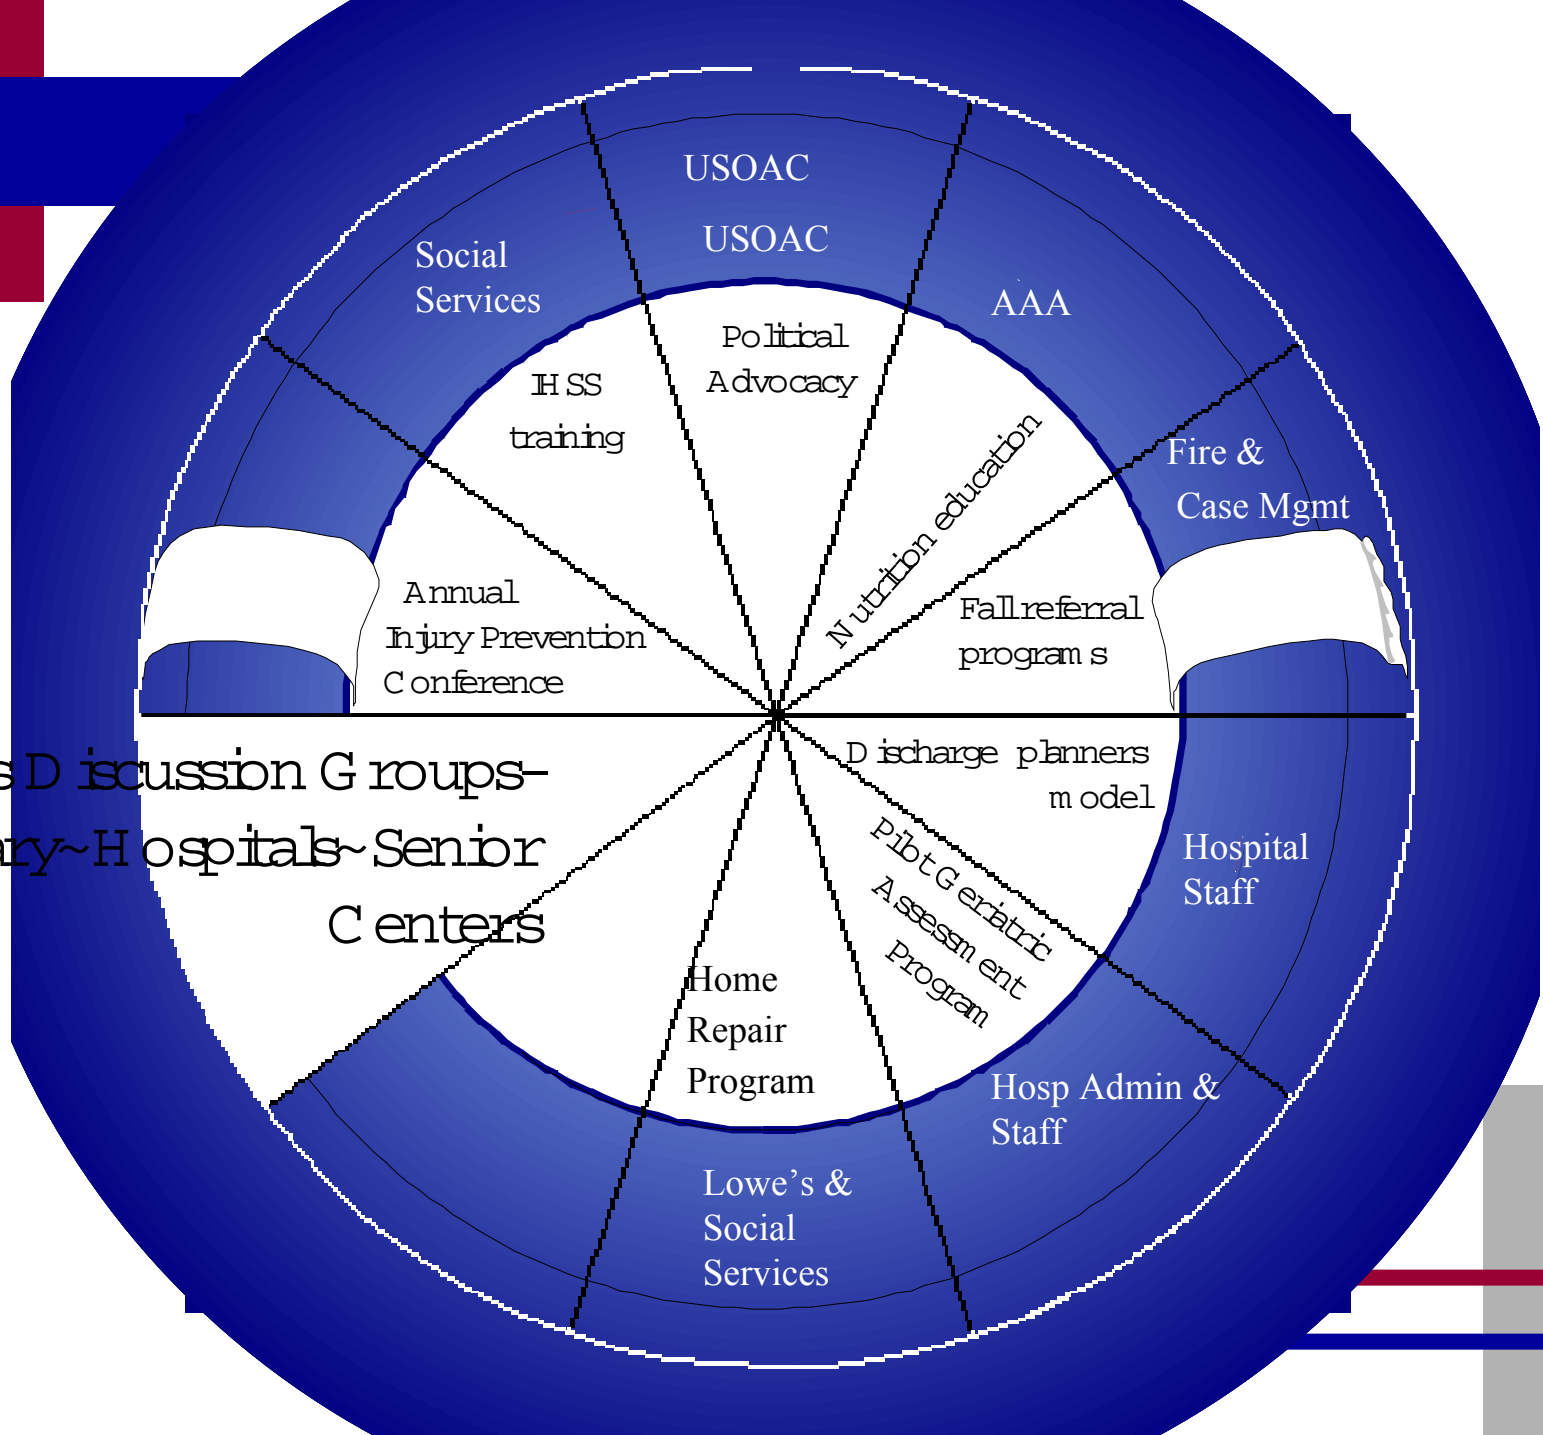 USOAC
USOAC
Social
Services
AAA
Political
Advocacy
IHSS
training
Nutrition education
Fire &
Case Mgmt
Annual
Injury Prevention
Conference
Fall referral
programs
Discussion Groups-
~Hospitals~Senior
Centers
Discharge planners
model
Pilot Geriatric
Assessment
Program
Hospital
Staff
Home
Repair
Program
Hosp Admin &
Staff
Lowe’s &
Social
Services